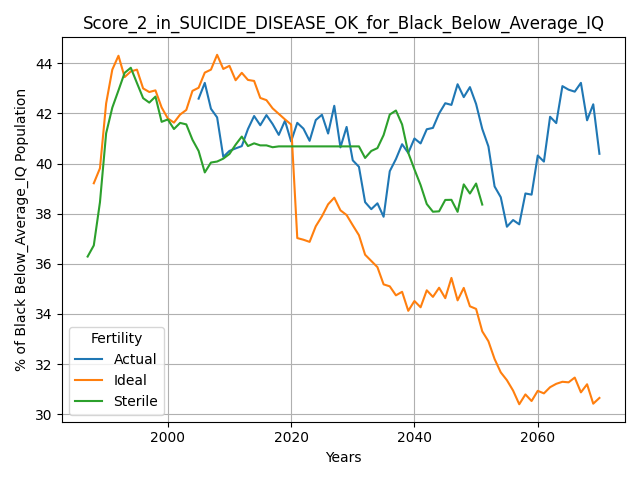 Score_2_in_SUICIDE_DISEASE_OK_for_Black_Below_Average_IQ
% of Black Below_Average_IQ Population
44
42
40
38
36
34
32
30
Fertility
Actual
Ideal
Sterile
2000
2020
2040
2060
Years